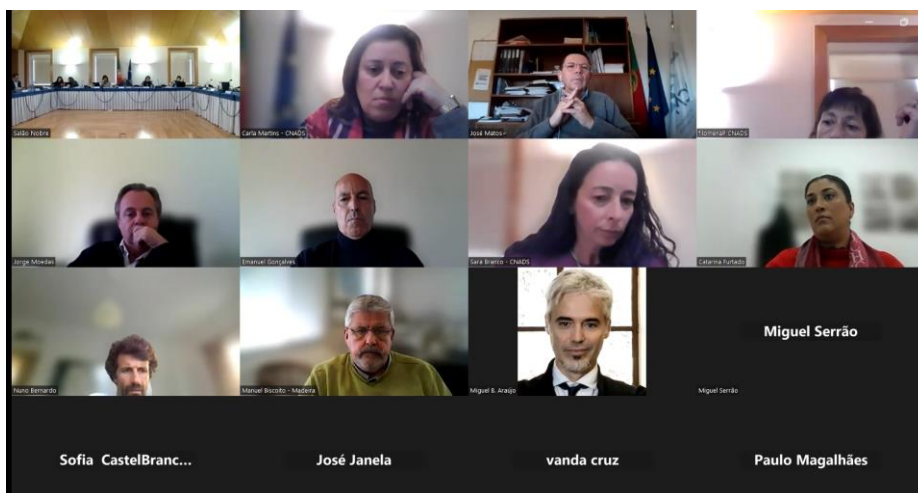 Salão Nobre
Carla Martins - CNADS
José Matos
FilomenaP. CNADS
Jorge Moedas
Emanuel Gonçalves
Sara Branco - CNADS
Catarina Furtado
Nuno Bernardo
Manuel Biscoito - Madeira
Miguel B. Araújo
Miguel Serrão
Miguel Serrão
Sofia CastelBranc...
José Janela
vanda cruz
Paulo Magalhães